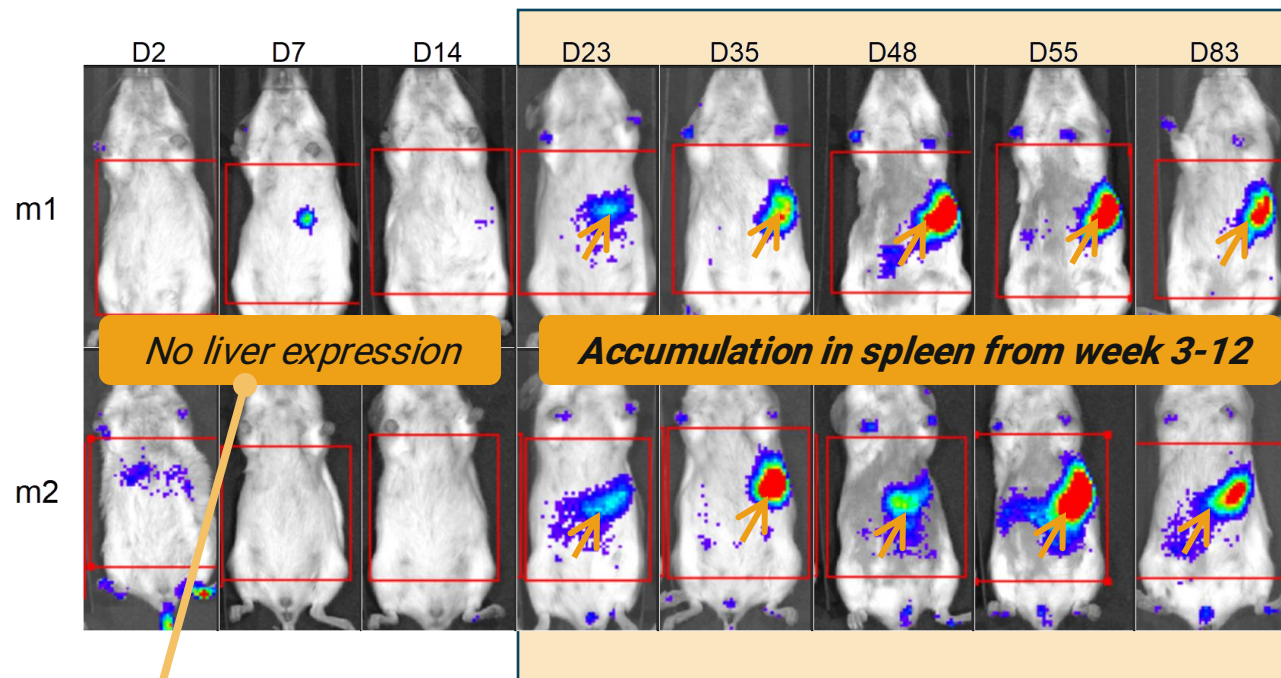 D2 D7 D14 D23 D35 D48 D55 D83
m1
No liver expression
Accumulation in spleen from week 3-12
m2